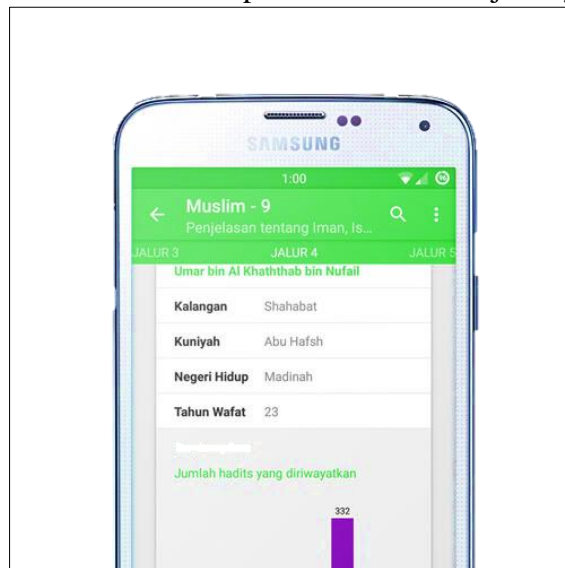 SAMSUNG
1:00
Muslim - 9
Penjelasan tentang Iman, Is...
JALUR 3 JALUR 4 JALUR 5
Umar bin Al Khaththab bin Nufail
Kalangan Shahabat
Kuniyah Abu Hafsh
Negeri Hidup Madinah
Tahun Wafat 23
Jumlah hadits yang diriwayatkan
332